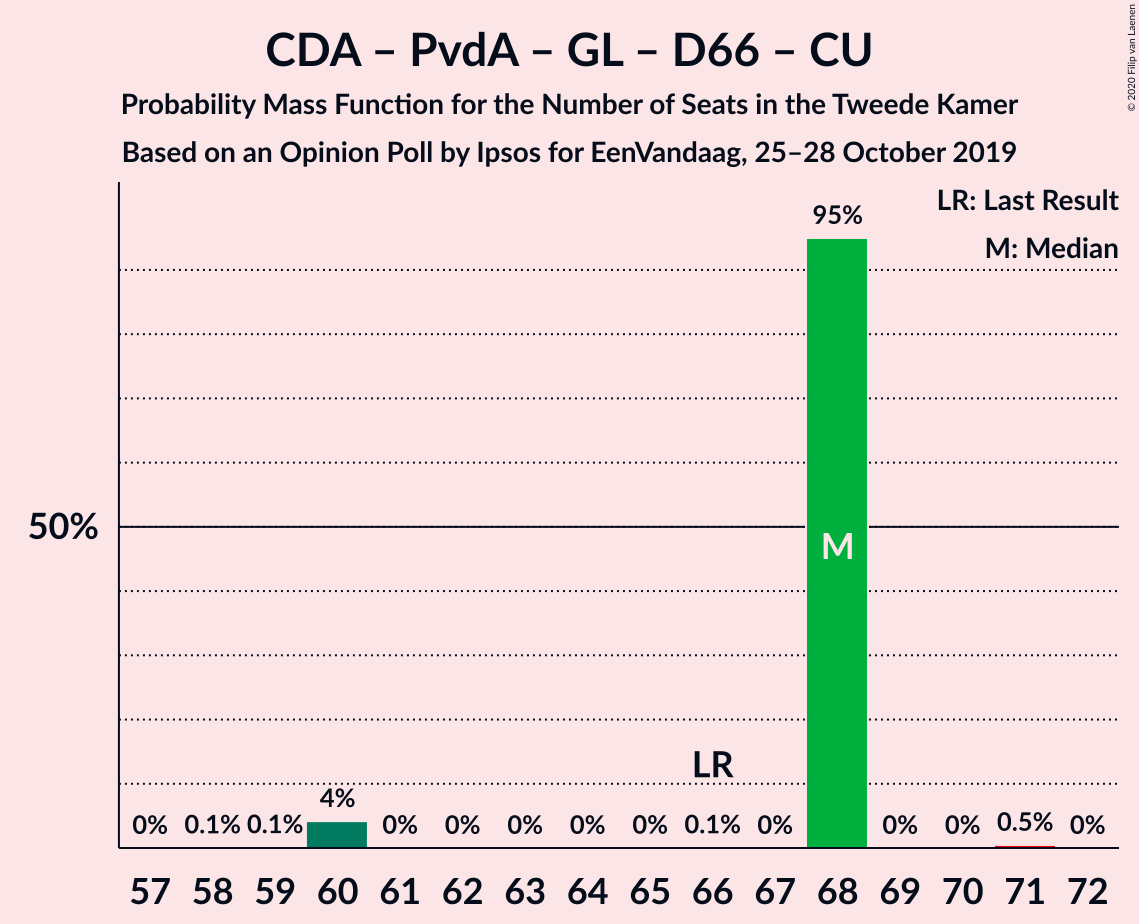 CDA – PvdA – GL – D66 – CU
Probability Mass Function for the Number of Seats in the Tweede Kamer
Based on an Opinion Poll by Ipsos for EenVandaag, 25–28 October 2019
© 2020 Filip van Laenen
LR: Last Result
M: Median
95%
50%
M
LR
4%
0% 0.1% 0.1% 0% 0% 0% 0% 0% 0.1% 0% 0% 0% 0.5% 0%
57 58 59 60 61 62 63 64 65 66 67 68 69 70 71 72